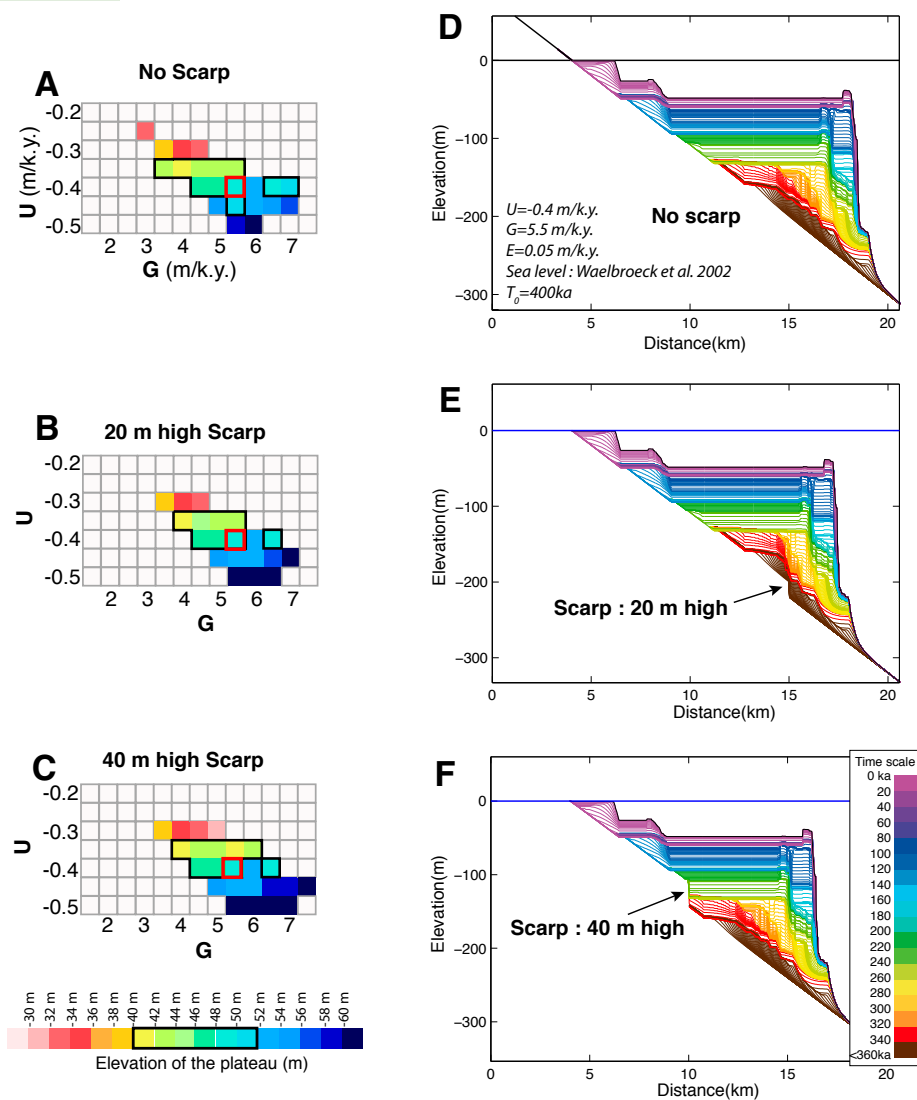 A
No Scarp
-0.2
-0.3
-0.4
-0.5
U (m/k.y.)
2 3 4 5 6 7
G (m/k.y.)
B
20 m high Scarp
-0.2
-0.3
-0.4
-0.5
U
2 3 4 5 6 7
G
C
40 m high Scarp
-0.2
-0.3
-0.4
-0.5
U
2 3 4 5 6 7
G
30 m 32 m 34 m 36 m 38 m 40 m 42 m 44 m 46 m 48 m 50 m 52 m 54 m 56 m 58 m 60 m
Elevation of the plateau (m)
D
0
−100
−200
−300
Elevation(m)
U=-0.4 m/k.y.
G=5.5 m/k.y.
E=0.05 m/k.y.
Sea level : Waelbroeck et al. 2002
T0=400ka
No scarp
0 5 10 15 20
Distance(km)
E
0
−100
−200
−300
Elevation(m)
Scarp : 20 m high
0 5 10 15 20
Distance(km)
F
0
−100
−200
−300
Elevation(m)
Scarp : 40 m high
0 5 10 15 20
Distance(km)
Time scale
0 ka
20
40
60
80
100
120
140
160
200
220
240
260
280
300
320
340
<360ka